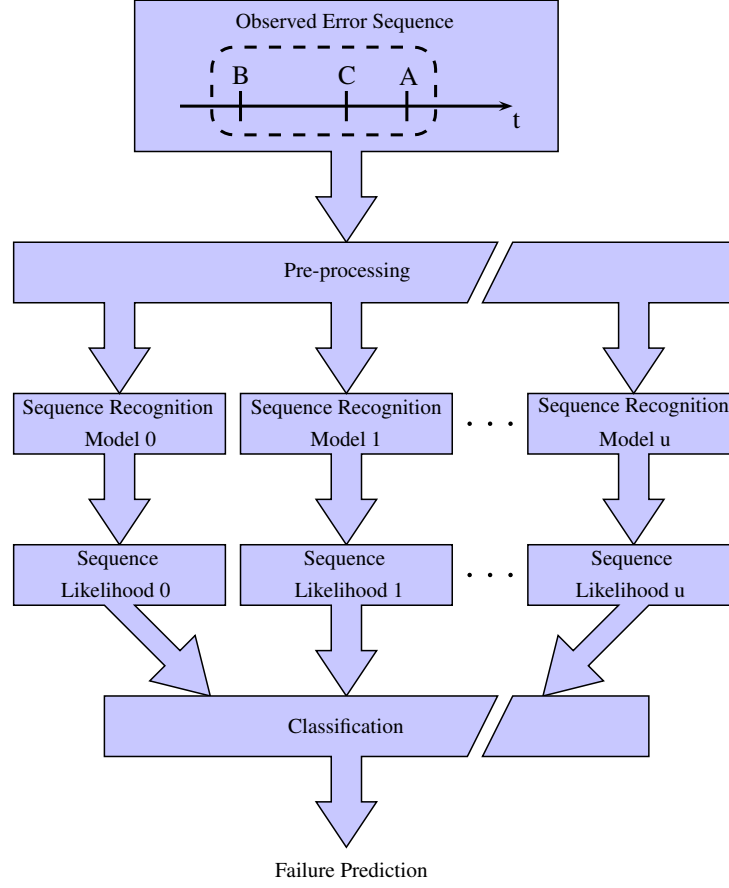 Observed Error Sequence
B C A
t
Pre-processing
Sequence Recognition
Model 0
Sequence Recognition
Model 1
. . .
Sequence Recognition
Model u
Sequence
Likelihood 0
Sequence
Likelihood 1
. . .
Sequence
Likelihood u
Classification
Failure Prediction